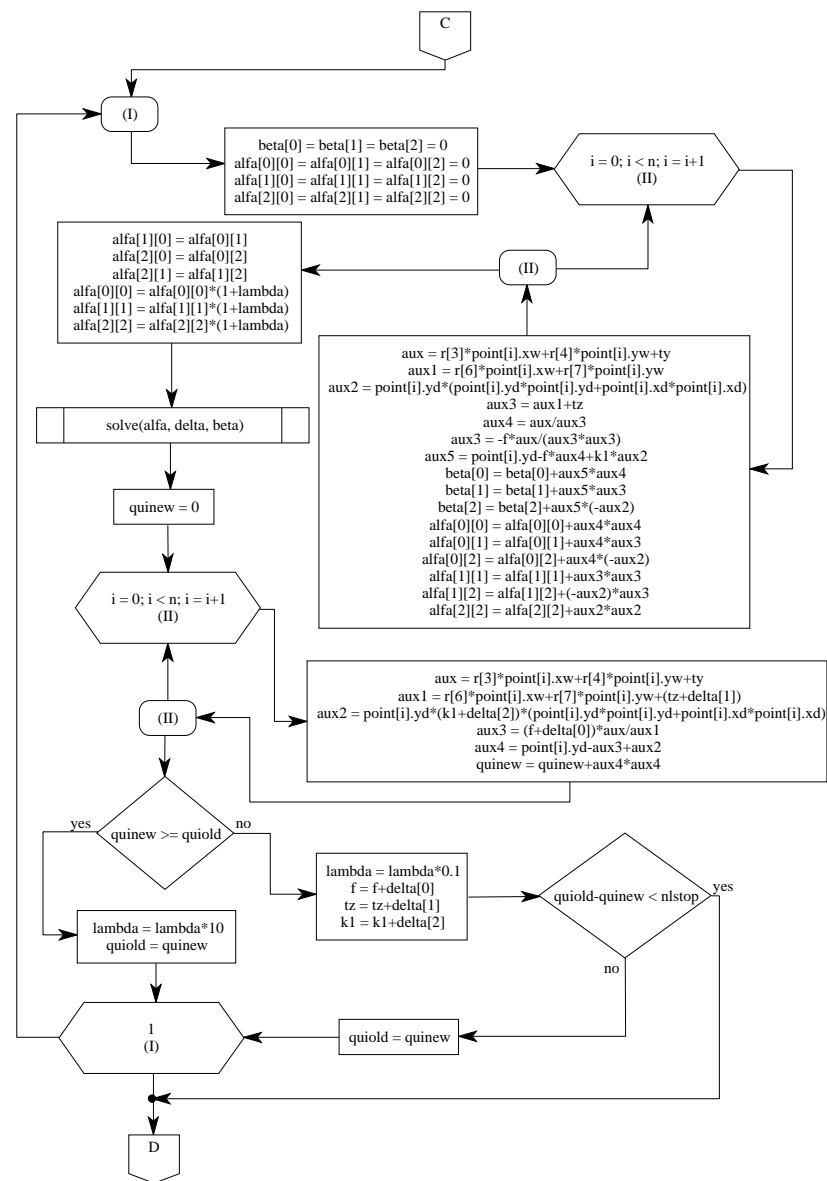 C
(I)
beta[0] = beta[1] = beta[2] = 0
alfa[0][0] = alfa[0][1] = alfa[0][2] = 0
alfa[1][0] = alfa[1][1] = alfa[1][2] = 0
alfa[2][0] = alfa[2][1] = alfa[2][2] = 0
i = 0; i < n; i = i+1
(II)
alfa[1][0] = alfa[0][1]
alfa[2][0] = alfa[0][2]
alfa[2][1] = alfa[1][2]
alfa[0][0] = alfa[0][0]*(1+lambda)
alfa[1][1] = alfa[1][1]*(1+lambda)
alfa[2][2] = alfa[2][2]*(1+lambda)
(II)
aux = r[3]*point[i].xw+r[4]*point[i].yw+ty
aux1 = r[6]*point[i].xw+r[7]*point[i].yw
aux2 = point[i].yd*(point[i].yd*point[i].yd+point[i].xd*point[i].xd)
aux3 = aux1+tz
aux4 = aux/aux3
aux3 = -f*aux/(aux3*aux3)
aux5 = point[i].yd-f*aux4+k1*aux2
beta[0] = beta[0]+aux5*aux4
beta[1] = beta[1]+aux5*aux3
beta[2] = beta[2]+aux5*(-aux2)
alfa[0][0] = alfa[0][0]+aux4*aux4
alfa[0][1] = alfa[0][1]+aux4*aux3
alfa[0][2] = alfa[0][2]+aux4*(-aux2)
alfa[1][1] = alfa[1][1]+aux3*aux3
alfa[1][2] = alfa[1][2]+(-aux2)*aux3
alfa[2][2] = alfa[2][2]+aux2*aux2
solve(alfa, delta, beta)
quinew = 0
i = 0; i < n; i = i+1
(II)
aux = r[3]*point[i].xw+r[4]*point[i].yw+ty
aux1 = r[6]*point[i].xw+r[7]*point[i].yw+(tz+delta[1])
aux2 = point[i].yd*(k1+delta[2])*(point[i].yd*point[i].yd+point[i].xd*point[i].xd)
aux3 = (f+delta[0])*aux/aux1
aux4 = point[i].yd-aux3+aux2
quinew = quinew+aux4*aux4
(II)
yes
quinew >= quiold
no
lambda = lambda*0.1
f = f+delta[0]
tz = tz+delta[1]
k1 = k1+delta[2]
quiold-quinew < nlstop
yes
no
lambda = lambda*10
quiold = quinew
1
(I)
quiold = quinew
D